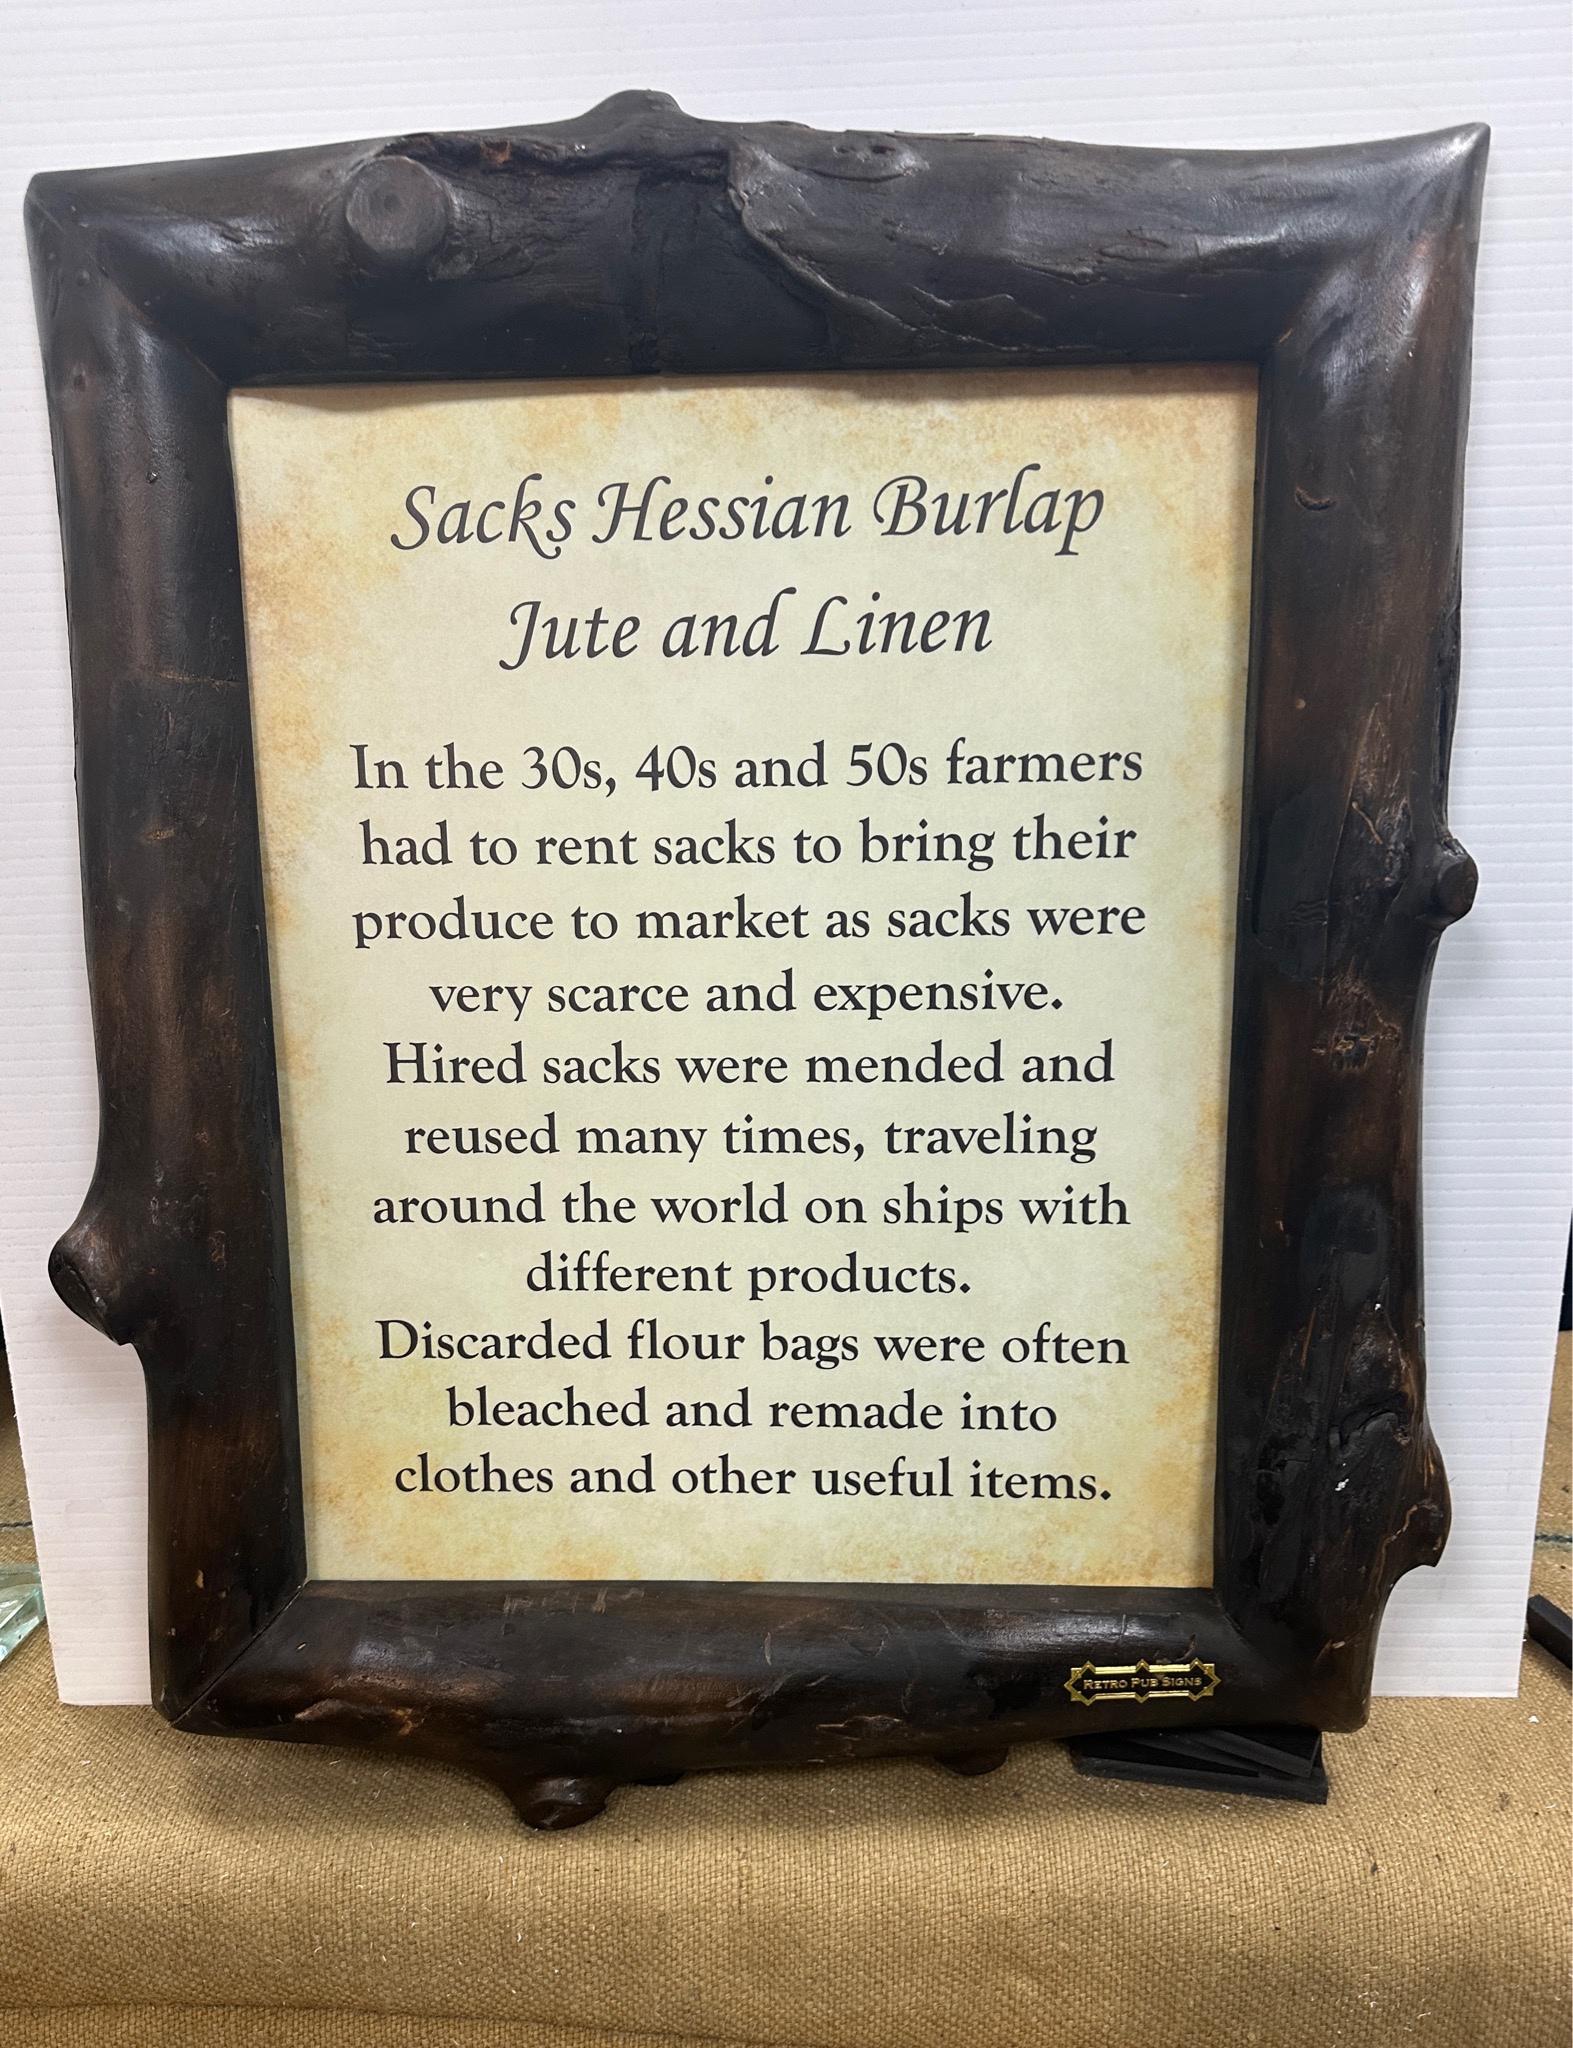 Sacks Hessian Burlap
Jute and Linen
In the 30s, 40s and 50s farmers
had to rent sacks to bring their
produce to market as sacks were
very scarce and expensive.
Hired sacks were mended and
reused many times, traveling
around the world on ships with
different products.
Discarded flour bags were often
bleached and remade into
clothes and other useful items.
RETRO PUB SIGNS